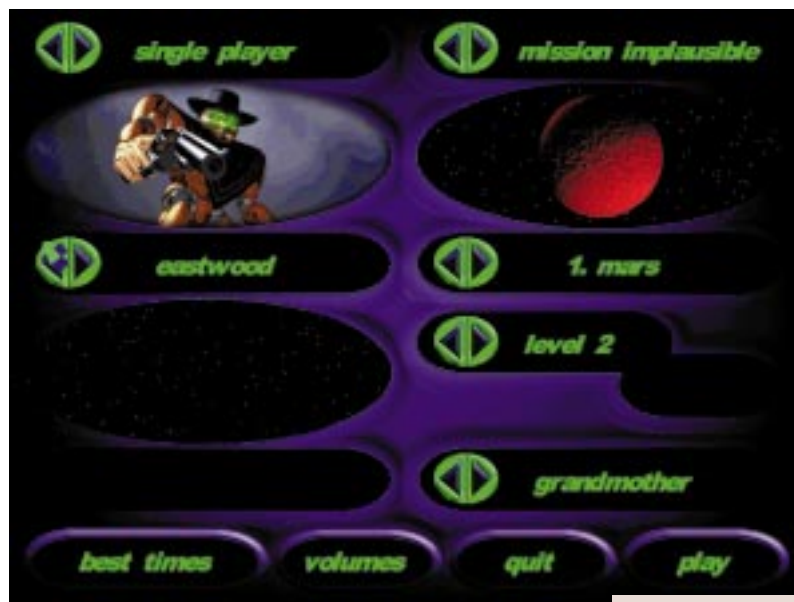 single player
mission implausible
eastwood
1. mars
level 2
grandmother
best times
volumes
quit
play